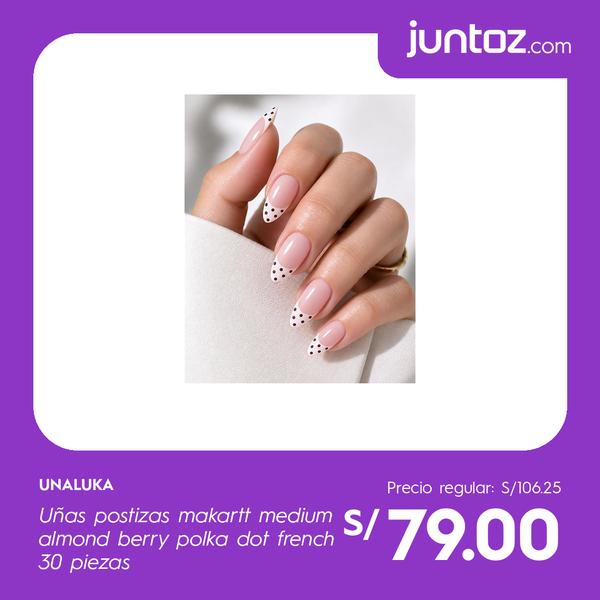 juntoz.com
UNALUKA
Uñas postizas makartt medium
almond berry polka dot french
30 piezas
Precio regular: S/106.25
S/79.00